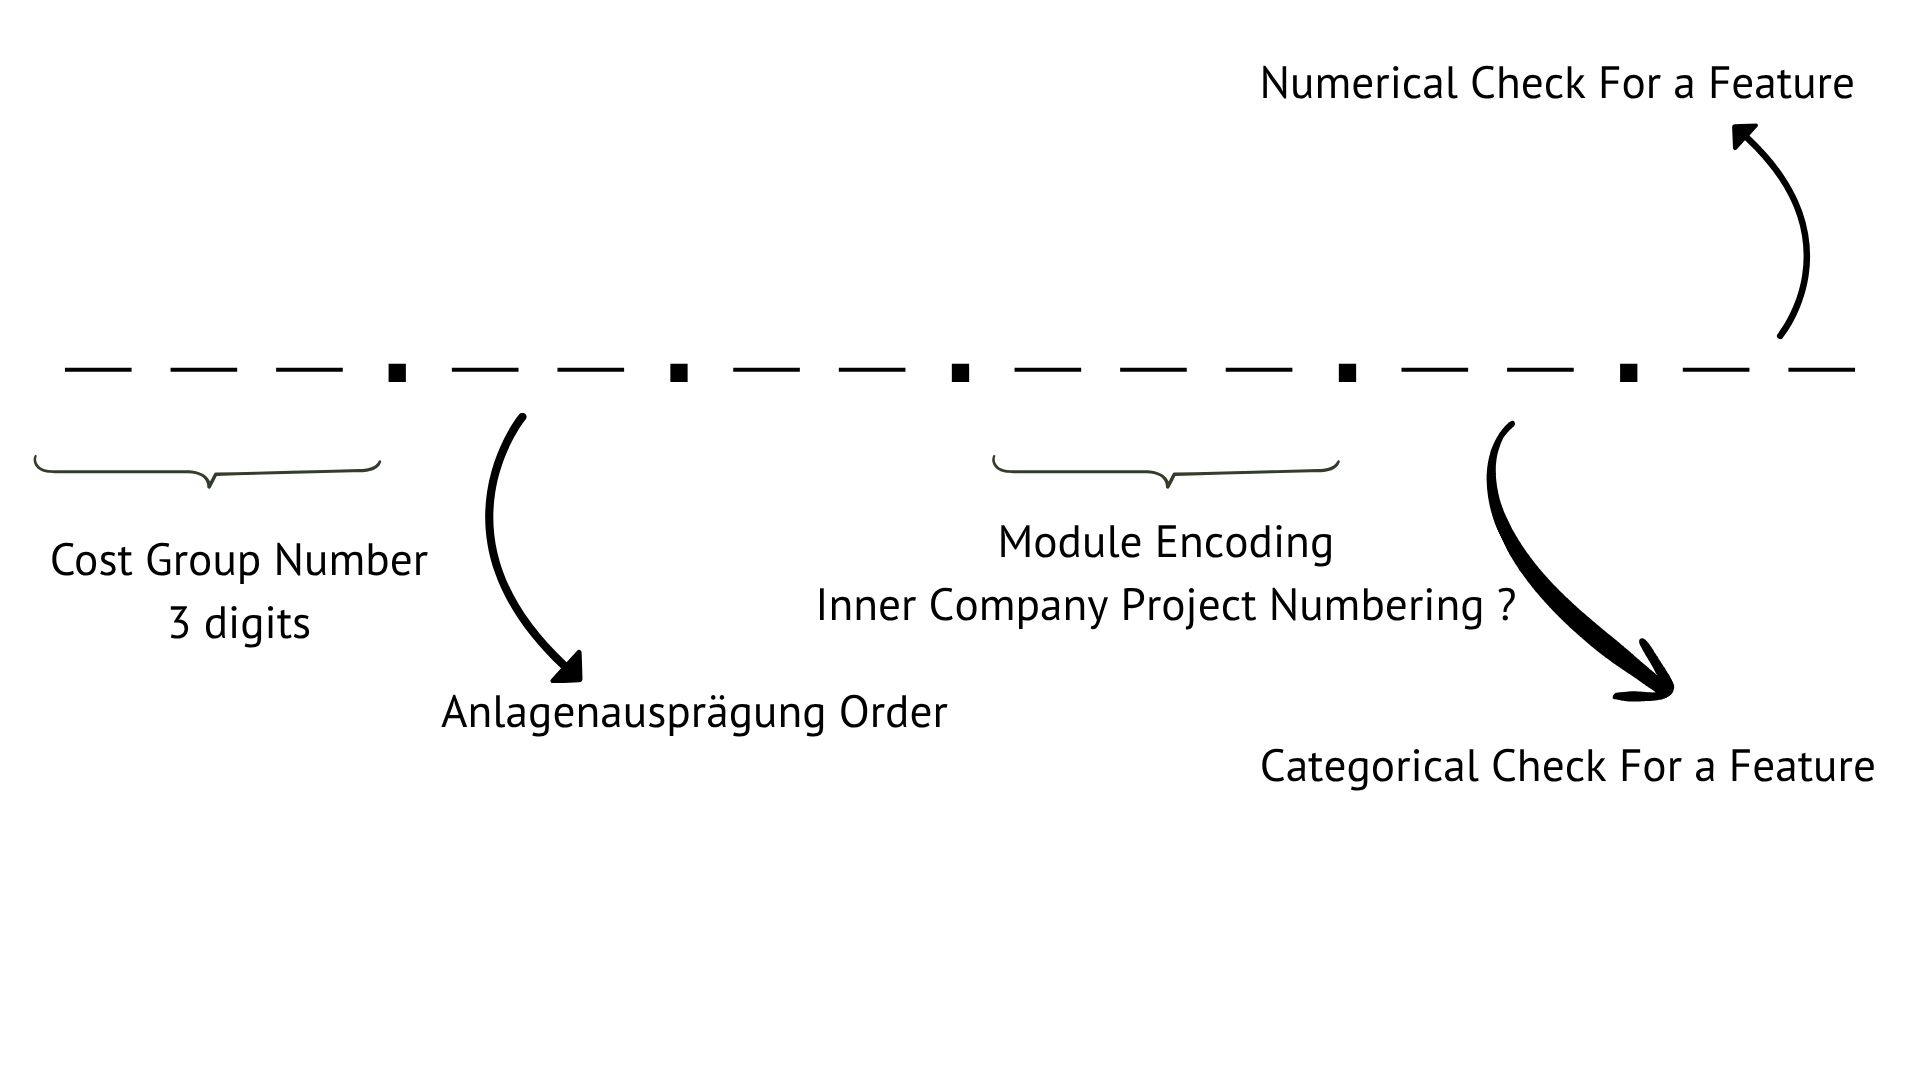 Numerical Check For a Feature
_ _ _ . _ _ . _ _ . _ _ _ . _ _ . _ _
Cost Group Number
3 digits
Module Encoding
Inner Company Project Numbering ?
Anlagenausprägung Order
Categorical Check For a Feature